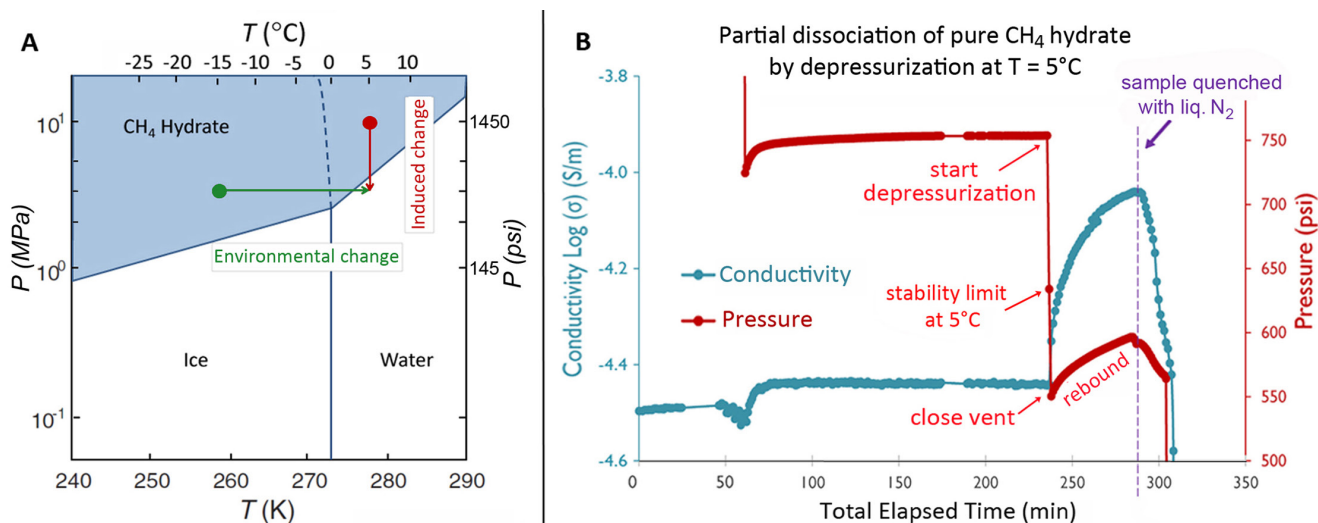 A
T (°C)
-25 -20 -15 -10 -5 0 5 10
CH₄ Hydrate
Induced change
Environmental change
Ice
Water
10¹
10⁰
10⁻¹
P (MPa)
1450
145
P (psi)
240 250 260 270 280 290
T (K)
B
Partial dissociation of pure CH₄ hydrate
by depressurization at T = 5°C
sample quenched
with liq. N₂
-3.8
-4.0
-4.2
-4.4
-4.6
Conductivity Log (σ) (S/m)
start
depressurization
Conductivity
Pressure
stability limit
at 5°C
close vent
rebound
750
700
650
600
550
500
Pressure (psi)
0 50 100 150 200 250 300 350
Total Elapsed Time (min)